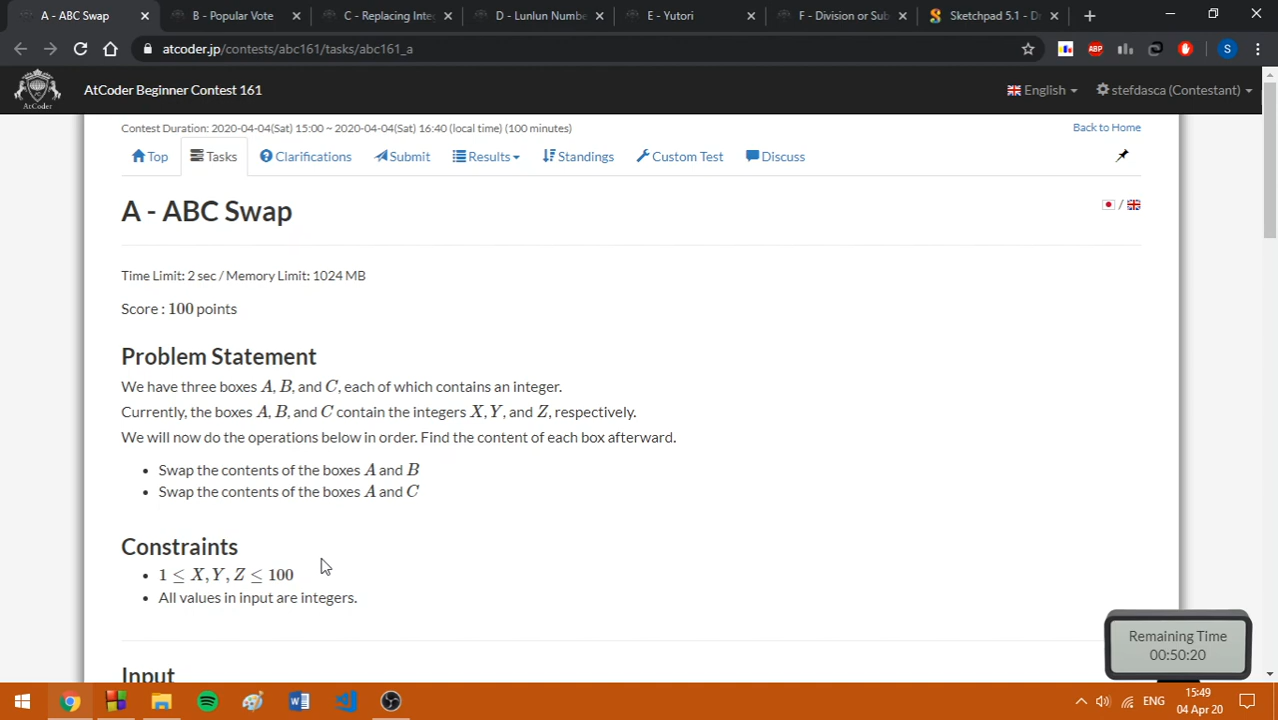 A - ABC Swap
B - Popular Vote
C - Replacing Inte
D - Lunlun Numbe
E - Yutori
F - Division or Sub
Sketchpad 5.1 - Dr
atcoder.jp/contests/abc161/tasks/abc161_a
ABP
S
AtCoder
AtCoder Beginner Contest 161
English
stefdasca (Contestant)
Contest Duration: 2020-04-04(Sat) 15:00 ~ 2020-04-04(Sat) 16:40 (local time) (100 minutes)
Back to Home
Top
Tasks
Clarifications
Submit
Results
Standings
Custom Test
Discuss
A - ABC Swap
/
Time Limit: 2 sec / Memory Limit: 1024 MB
Score : 100 points
Problem Statement
We have three boxes A, B, and C, each of which contains an integer.
Currently, the boxes A, B, and C contain the integers X, Y, and Z, respectively.
We will now do the operations below in order. Find the content of each box afterward.
• Swap the contents of the boxes A and B
• Swap the contents of the boxes A and C
Constraints
• 1 ≤ X, Y, Z ≤ 100
• All values in input are integers.
Input
Remaining Time
00:50:20
ENG
15:49
04 Apr 20